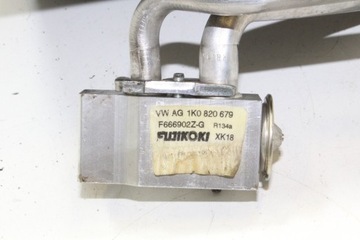 VW AG 1K0 820 679
F666902Z-G R134a
FUJIKOKI XK18